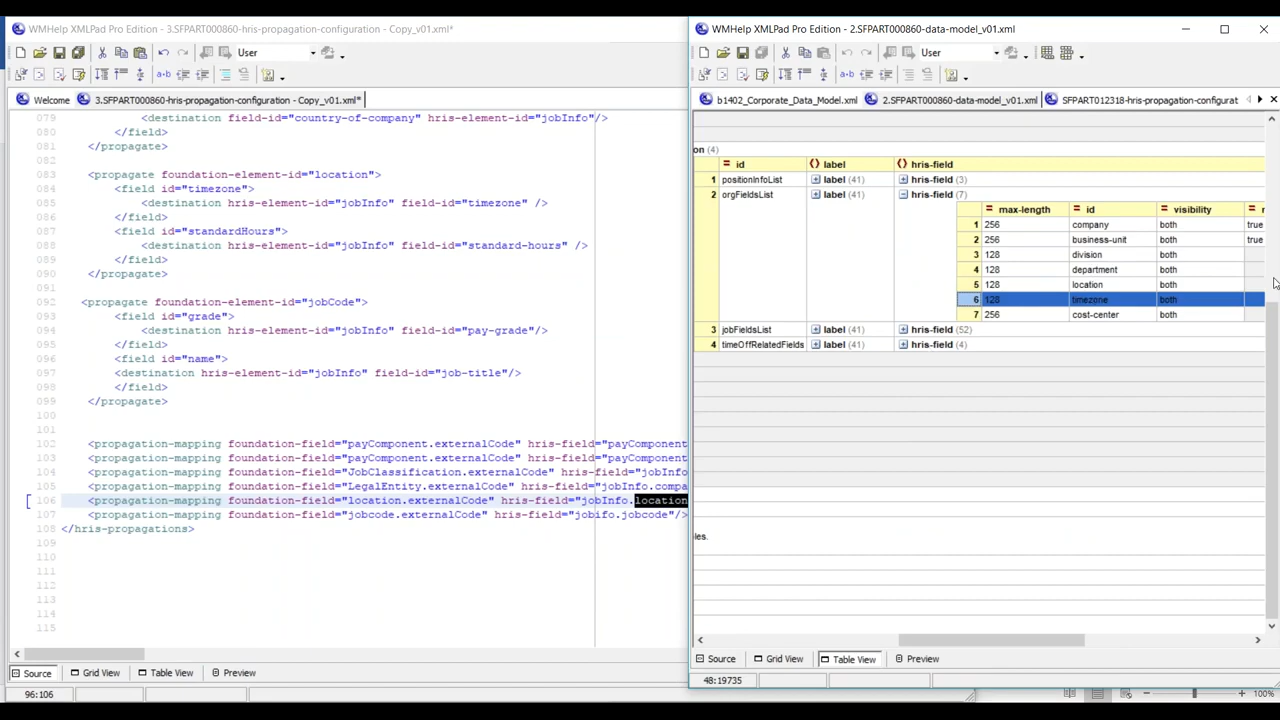 WMHelp XMLPad Pro Edition - 3.SFPART000860-hris-propagation-configuration - Copy_v01.xml*
User
Welcome
3.SFPART000860-hris-propagation-configuration - Copy_v01.xml*
079 <destination field-id="country-of-company" hris-element-id="jobInfo"/>
080 </field>
081 </propagate>
082
083 <propagate foundation-element-id="location">
084 <field id="timezone">
085 <destination hris-element-id="jobInfo" field-id="timezone" />
086 </field>
087 <field id="standardHours">
088 <destination hris-element-id="jobInfo" field-id="standard-hours" />
089 </field>
090 </propagate>
091
092 <propagate foundation-element-id="jobCode">
093 <field id="grade">
094 <destination hris-element-id="jobInfo" field-id="pay-grade"/>
095 </field>
096 <field id="name">
097 <destination hris-element-id="jobInfo" field-id="job-title"/>
098 </field>
099 </propagate>
100
101
102 <propagation-mapping foundation-field="payComponent.externalCode" hris-field="payComponent
103 <propagation-mapping foundation-field="payComponent.externalCode" hris-field="payComponent
104 <propagation-mapping foundation-field="JobClassification.externalCode" hris-field="jobInfo
105 <propagation-mapping foundation-field="LegalEntity.externalCode" hris-field="jobInfo.compa
106 <propagation-mapping foundation-field="location.externalCode" hris-field="jobInfo.location
107 <propagation-mapping foundation-field="jobcode.externalCode" hris-field="jobifo.jobcode"/>
108 </hris-propagations>
109
110
111
112
113
114
115
Source Grid View Table View Preview
96:106
WMHelp XMLPad Pro Edition - 2.SFPART000860-data-model_v01.xml
User
b1402_Corporate_Data_Model.xml
2.SFPART000860-data-model_v01.xml
SFPART012318-hris-propagation-configurat
on (4)
= id label hris-field
1 positionInfoList label (41) hris-field (3)
2 orgFieldsList label (41) hris-field (7)
= max-length = id = visibility =
1 256 company both true
2 256 business-unit both true
3 128 division both
4 128 department both
5 128 location both
6 128 timezone both
7 256 cost-center both
3 jobFieldsList label (41) hris-field (52)
4 timeOffRelatedFields label (41) hris-field (4)
les.
Source Grid View Table View Preview
48:19735
100%